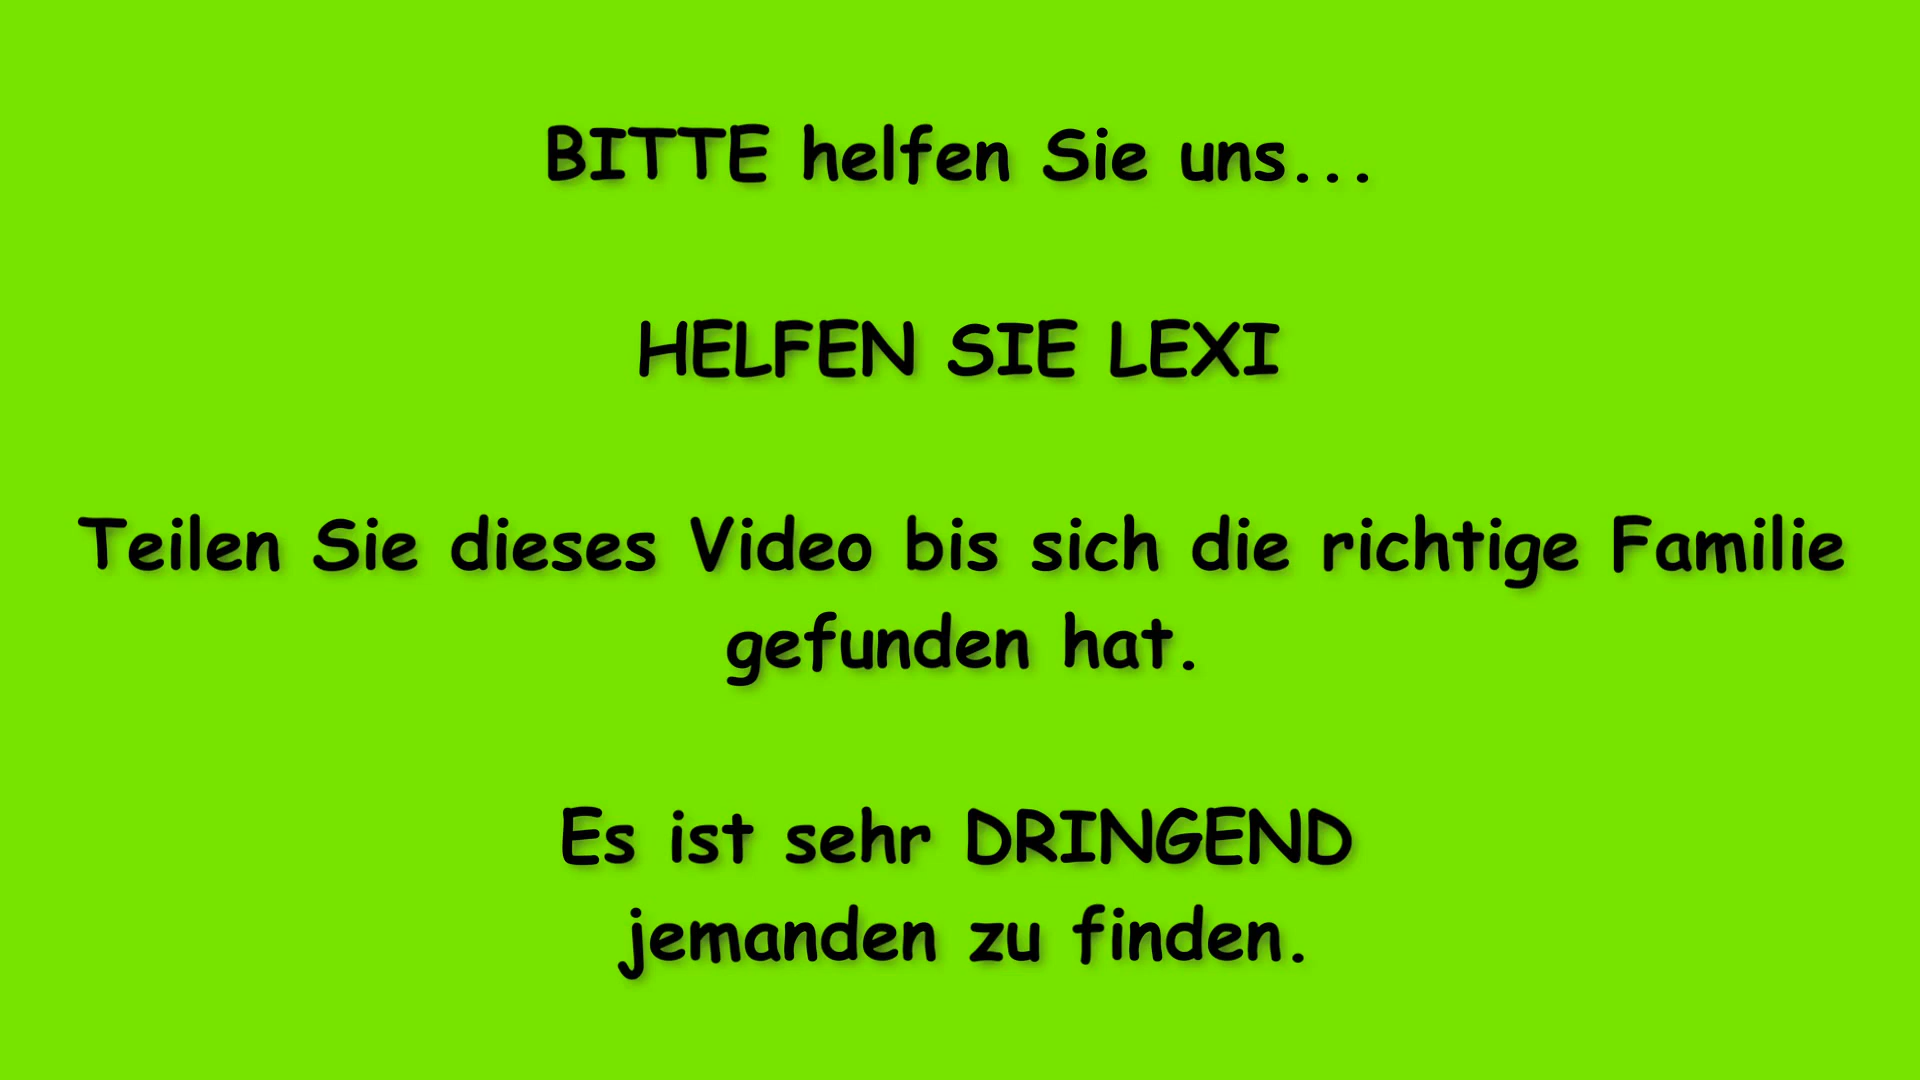 BITTE helfen Sie uns...
HELFEN SIE LEXI
Teilen Sie dieses Video bis sich die richtige Familie
gefunden hat.
Es ist sehr DRINGEND
jemanden zu finden.